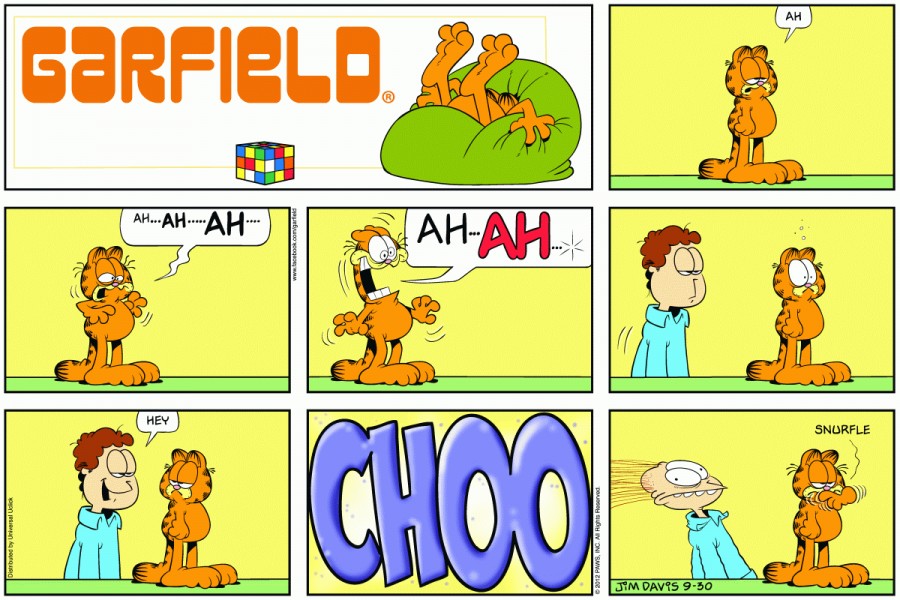 GARFIELD®
AH
AH...AH.....AH....
www.facebook.com/garfield
AH...AH...
HEY
Distributed by Universal Uclick
CHOO
© 2012 PAWS, INC. All Rights Reserved.
SNURFLE
JIM DAVIS 9-30